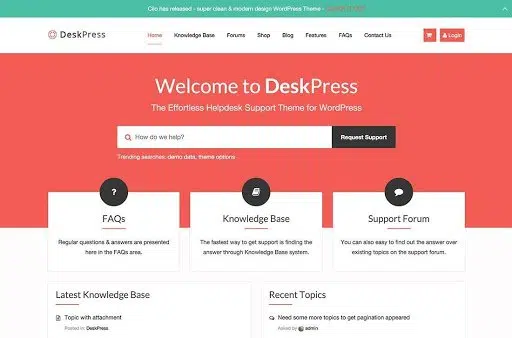 Clio has released - super clean & modern design WordPress Theme -
DeskPress
Home Knowledge Base Forums Shop Blog Features FAQs Contact Us
Login
Welcome to DeskPress
The Effortless Helpdesk Support Theme for WordPress
How do we help?
Request Support
Trending searches: demo data, theme options
?
FAQs
Regular questions & answers are presented
here in the FAQs area.
Knowledge Base
The fastest way to get support is finding the
answer through Knowledge Base system.
Support Forum
You can also easy to find out the answer over
existing topics on the support forum.
Latest Knowledge Base
Topic with attachment
Posted in: DeskPress
Recent Topics
Need some more topics to get pagination appeared
Asked by admin